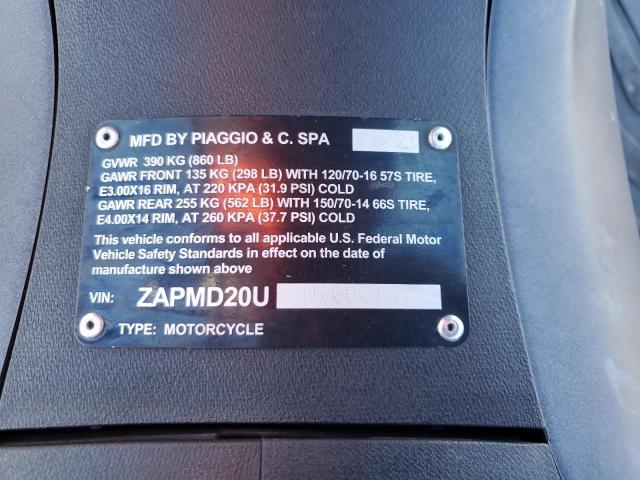 MFD BY PIAGGIO & C. SPA
GVWR 390 KG (860 LB)
GAWR FRONT 135 KG (298 LB) WITH 120/70-16 57S TIRE,
E3.00X16 RIM, AT 220 KPA (31.9 PSI) COLD
GAWR REAR 255 KG (562 LB) WITH 150/70-14 66S TIRE,
E4.00X14 RIM, AT 260 KPA (37.7 PSI) COLD
This vehicle conforms to all applicable U.S. Federal Motor
Vehicle Safety Standards in effect on the date of
manufacture shown above
VIN: ZAPMD20U
TYPE: MOTORCYCLE